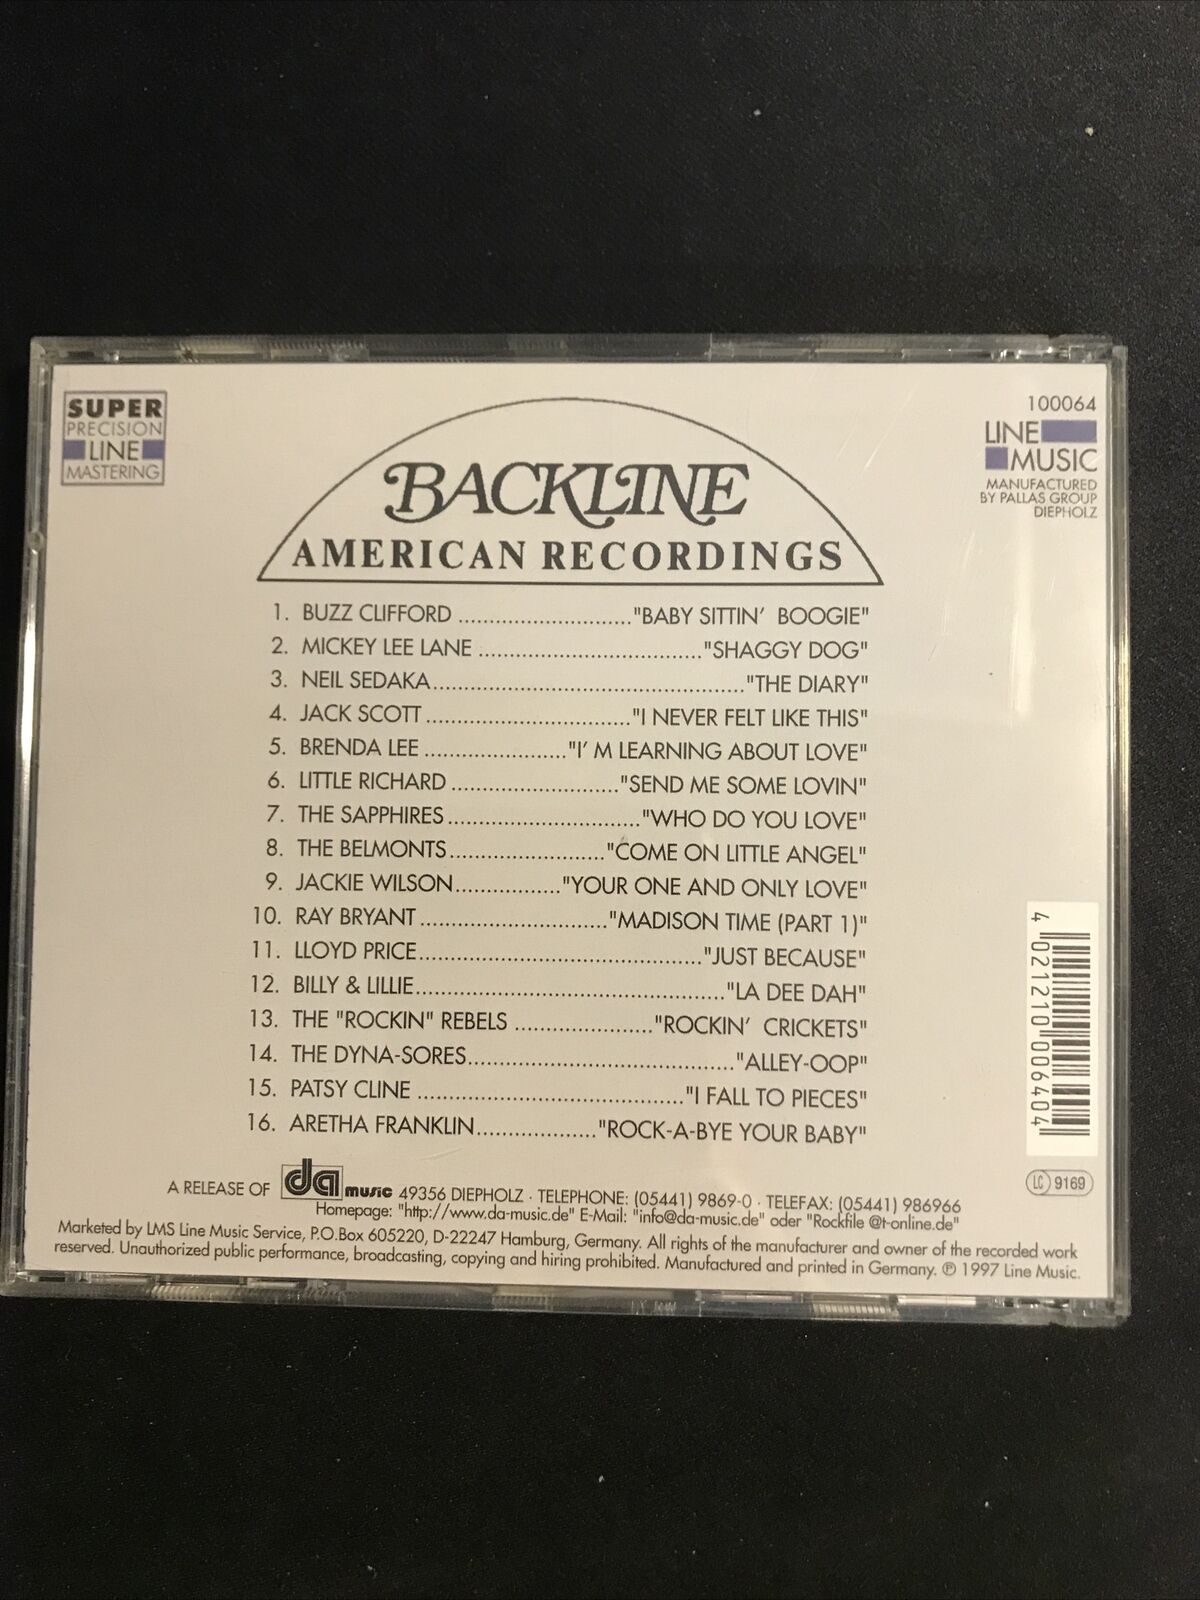 SUPER
PRECISION
LINE
MASTERING
100064
LINE
MUSIC
MANUFACTURED
BY PALLAS GROUP
DIEPHOLZ
BACKLINE
AMERICAN RECORDINGS
1. BUZZ CLIFFORD ............................"BABY SITTIN' BOOGIE"
2. MICKEY LEE LANE ...................................."SHAGGY DOG"
3. NEIL SEDAKA.................................................."THE DIARY"
4. JACK SCOTT ................................."I NEVER FELT LIKE THIS"
5. BRENDA LEE ......................."I' M LEARNING ABOUT LOVE"
6. LITTLE RICHARD ..........................."SEND ME SOME LOVIN"
7. THE SAPPHIRES ..............................."WHO DO YOU LOVE"
8. THE BELMONTS........................."COME ON LITTLE ANGEL"
9. JACKIE WILSON................."YOUR ONE AND ONLY LOVE"
10. RAY BRYANT .............................."MADISON TIME (PART 1)"
11. LLOYD PRICE.............................................."JUST BECAUSE"
12. BILLY & LILLIE.................................................."LA DEE DAH"
13. THE "ROCKIN" REBELS ......................"ROCKIN' CRICKETS"
14. THE DYNA-SORES..........................................."ALLEY-OOP"
15. PATSY CLINE ..........................................."I FALL TO PIECES"
16. ARETHA FRANKLIN..................."ROCK-A-BYE YOUR BABY"
4 021210 006404
LC 9169
A RELEASE OF da music 49356 DIEPHOLZ · TELEPHONE: (05441) 9869-0 · TELEFAX: (05441) 986966
Homepage: "http://www.da-music.de" E-Mail: "info@da-music.de" oder "Rockfile @t-online.de"
Marketed by LMS Line Music Service, P.O.Box 605220, D-22247 Hamburg, Germany. All rights of the manufacturer and owner of the recorded work
reserved. Unauthorized public performance, broadcasting, copying and hiring prohibited. Manufactured and printed in Germany. ℗ 1997 Line Music.